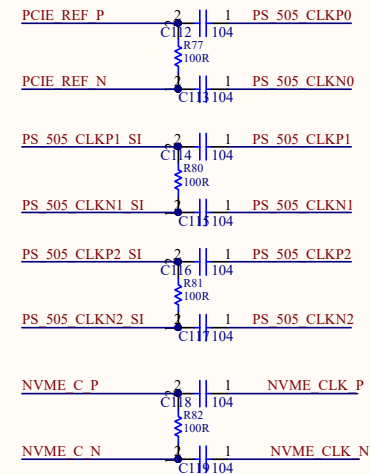 PCIE_REF_P 2 1 PS_505_CLKP0
C112 104
R77
100R
PCIE_REF_N 2 1 PS_505_CLKN0
C113 104
PS_505_CLKP1_SI 2 1 PS_505_CLKP1
C114 104
R80
100R
PS_505_CLKN1_SI 2 1 PS_505_CLKN1
C115 104
PS_505_CLKP2_SI 2 1 PS_505_CLKP2
C116 104
R81
100R
PS_505_CLKN2_SI 2 1 PS_505_CLKN2
C117 104
NVME_C_P 2 1 NVME_CLK_P
C118 104
R82
100R
NVME_C_N 2 1 NVME_CLK_N
C119 104